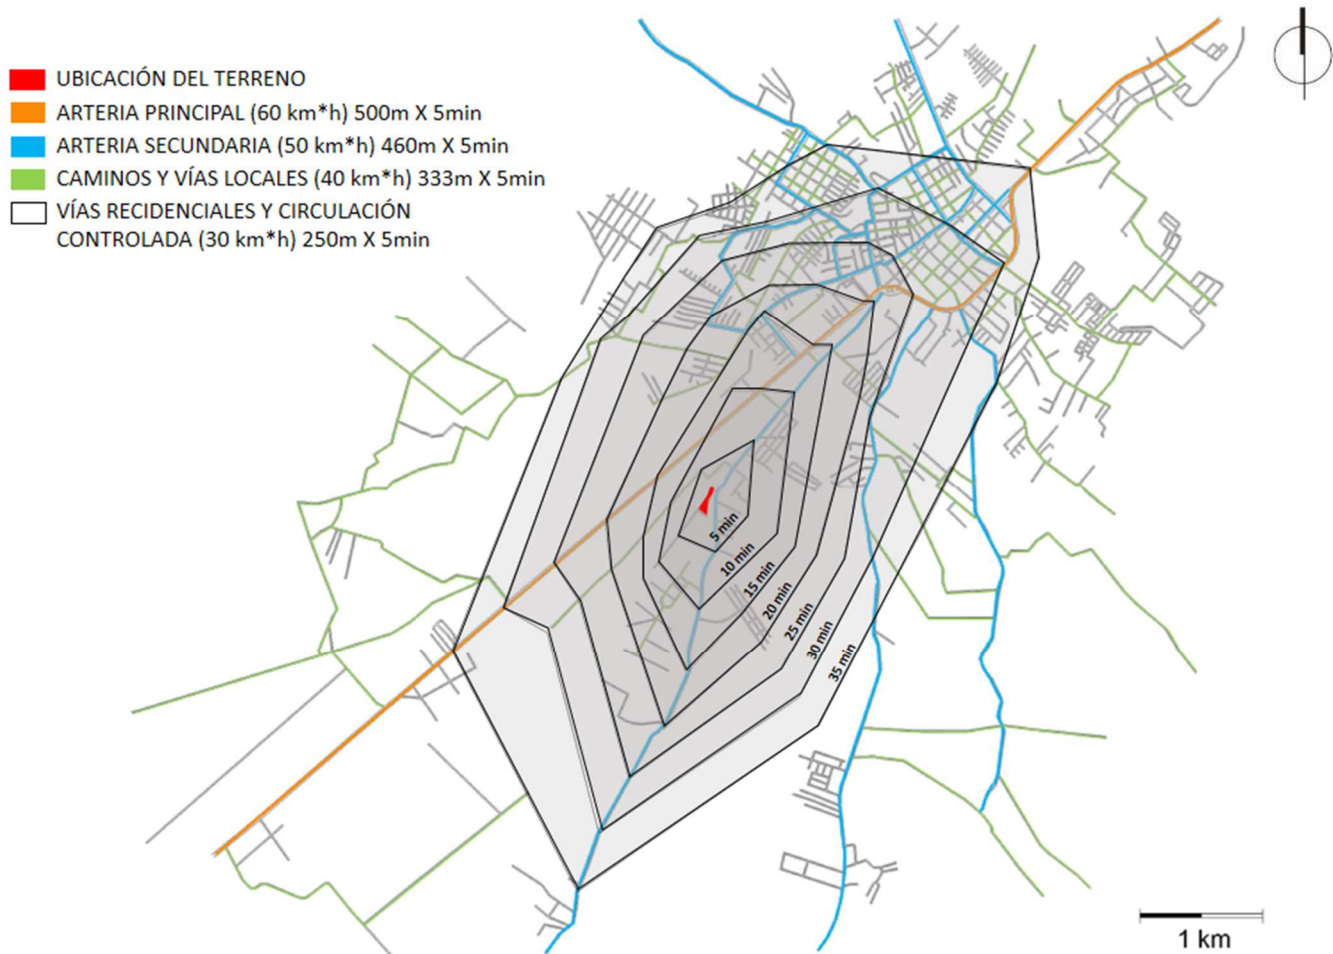 UBICACIÓN DEL TERRENO
ARTERIA PRINCIPAL (60 km*h) 500m X 5min
ARTERIA SECUNDARIA (50 km*h) 460m X 5min
CAMINOS Y VÍAS LOCALES (40 km*h) 333m X 5min
VÍAS RECIDENCIALES Y CIRCULACIÓN
CONTROLADA (30 km*h) 250m X 5min
5 min
10 min
15 min
20 min
25 min
30 min
35 min
1 km